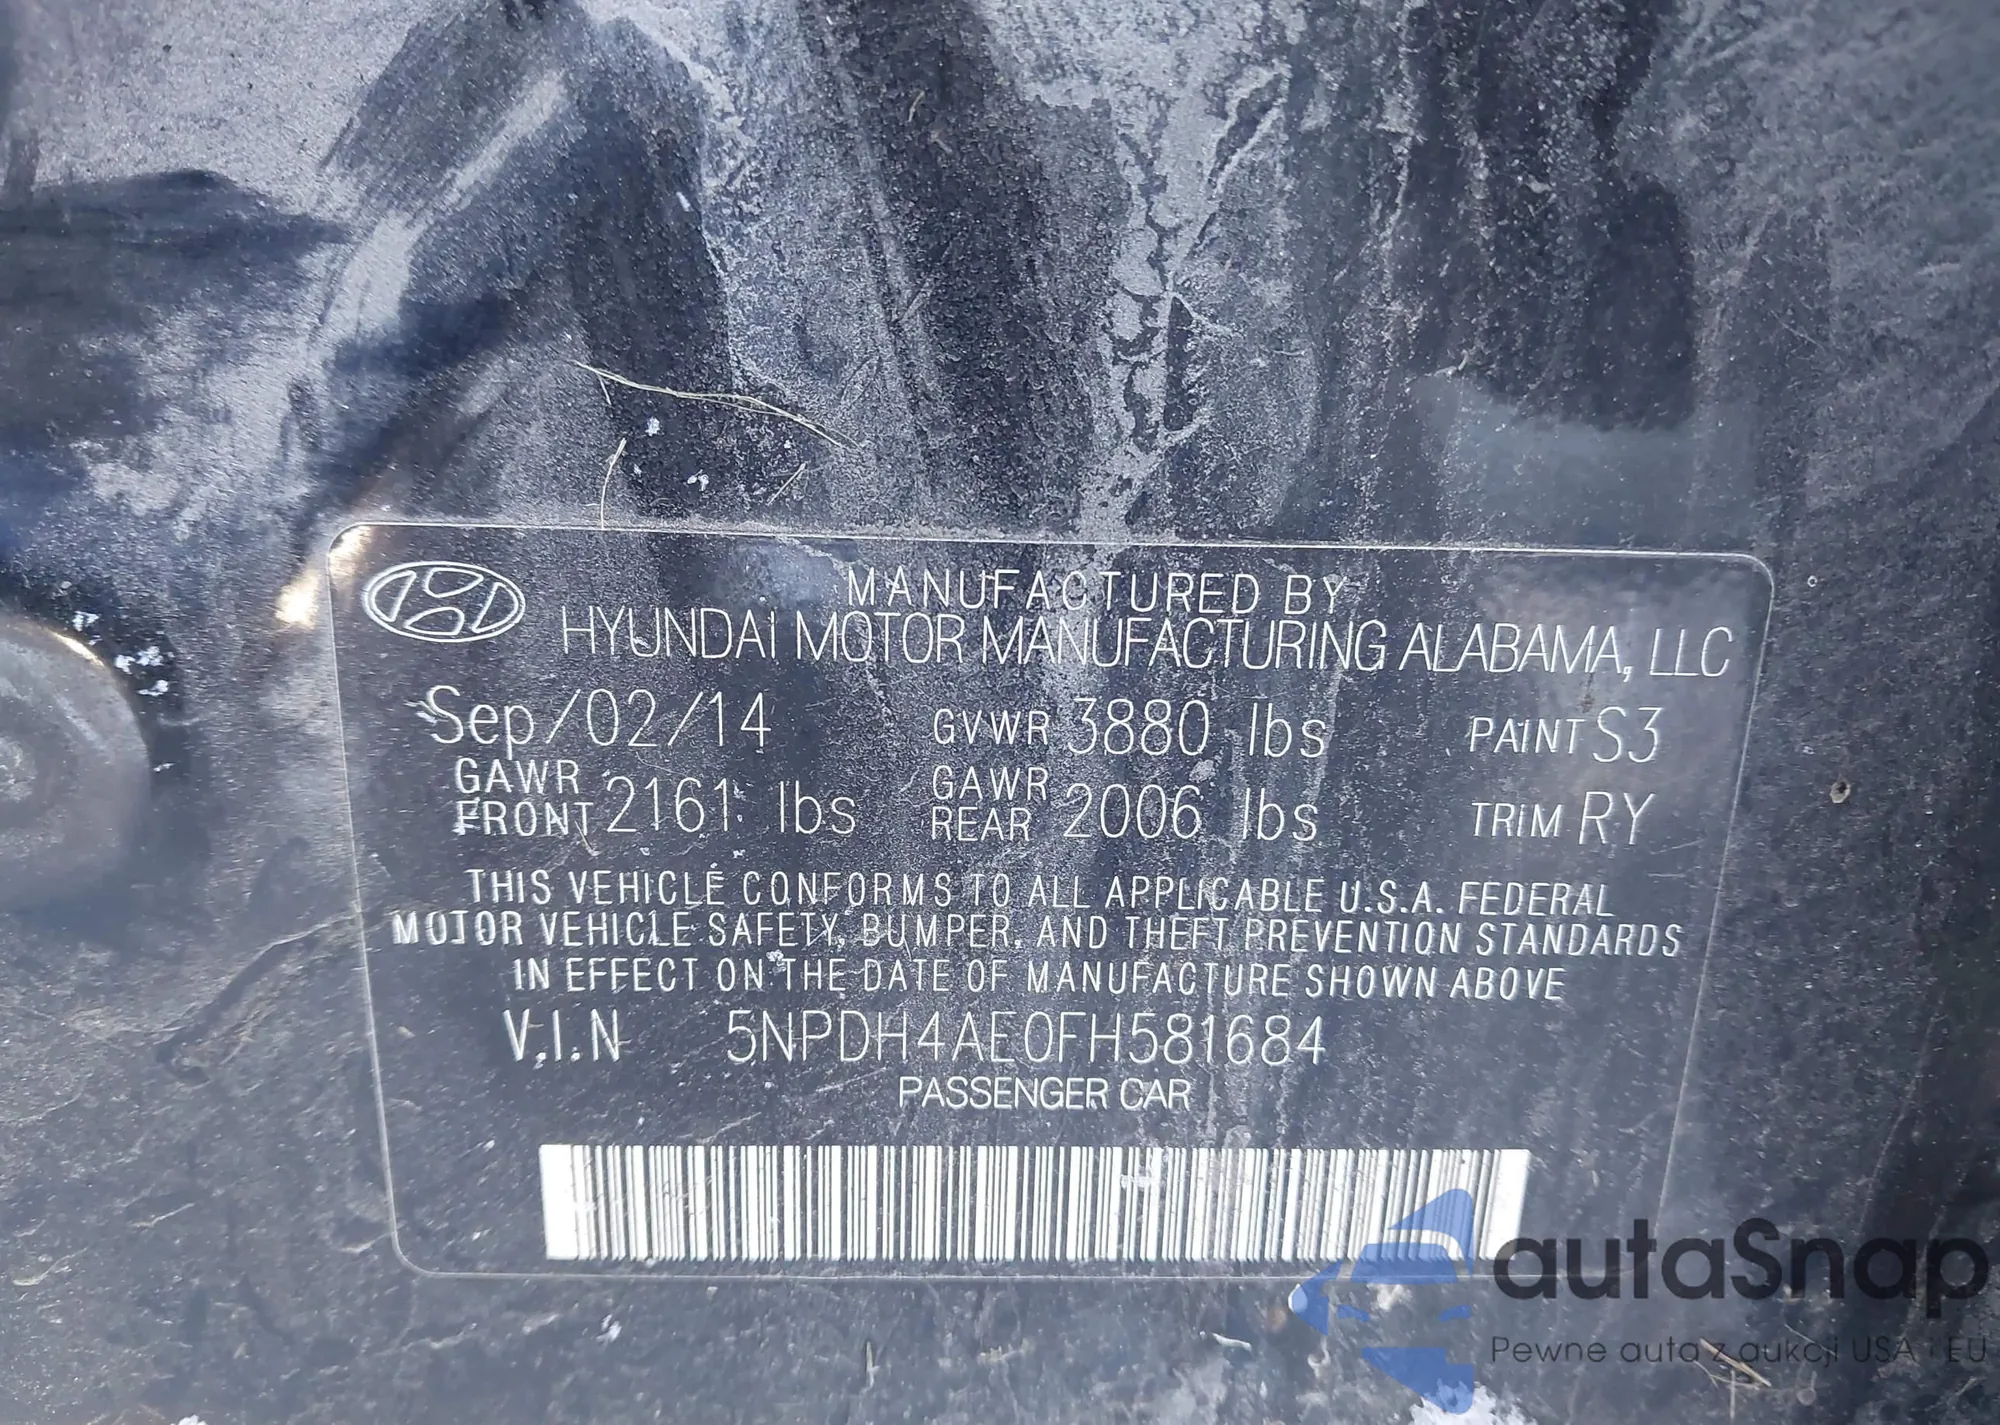 MANUFACTURED BY
HYUNDAI MOTOR MANUFACTURING ALABAMA, LLC
Sep/02/14 GVWR 3880 lbs PAINT S3
GAWR FRONT 2161 lbs GAWR REAR 2006 lbs TRIM RY
THIS VEHICLE CONFORMS TO ALL APPLICABLE U.S.A. FEDERAL
MOTOR VEHICLE SAFETY, BUMPER, AND THEFT PREVENTION STANDARDS
IN EFFECT ON THE DATE OF MANUFACTURE SHOWN ABOVE
V.I.N 5NPDH4AE0FH581684
PASSENGER CAR
autaSnap
Pewne auta z aukcji USA i EU